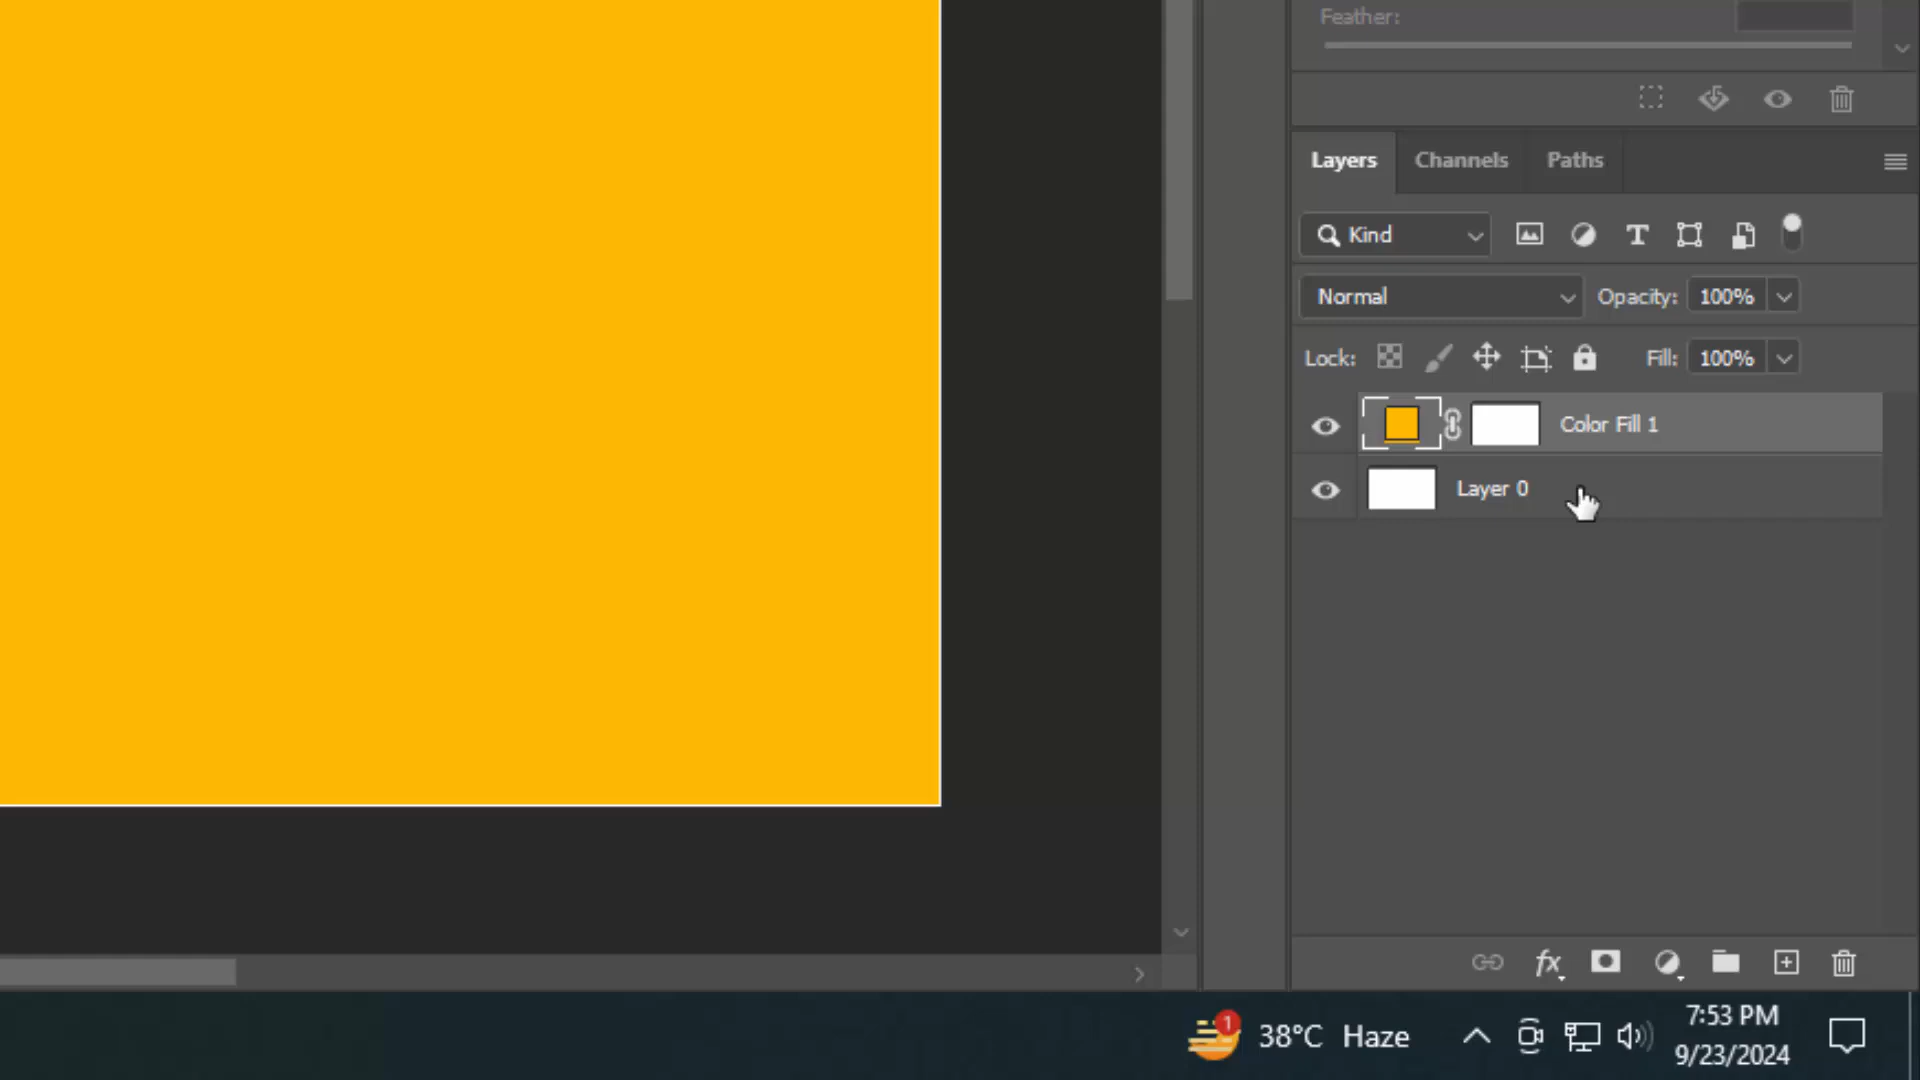 Feather:
Layers Channels Paths
Kind
Normal Opacity: 100%
Lock: Fill: 100%
Color Fill 1
Layer 0
fx
1 38°C Haze
7:53 PM
9/23/2024